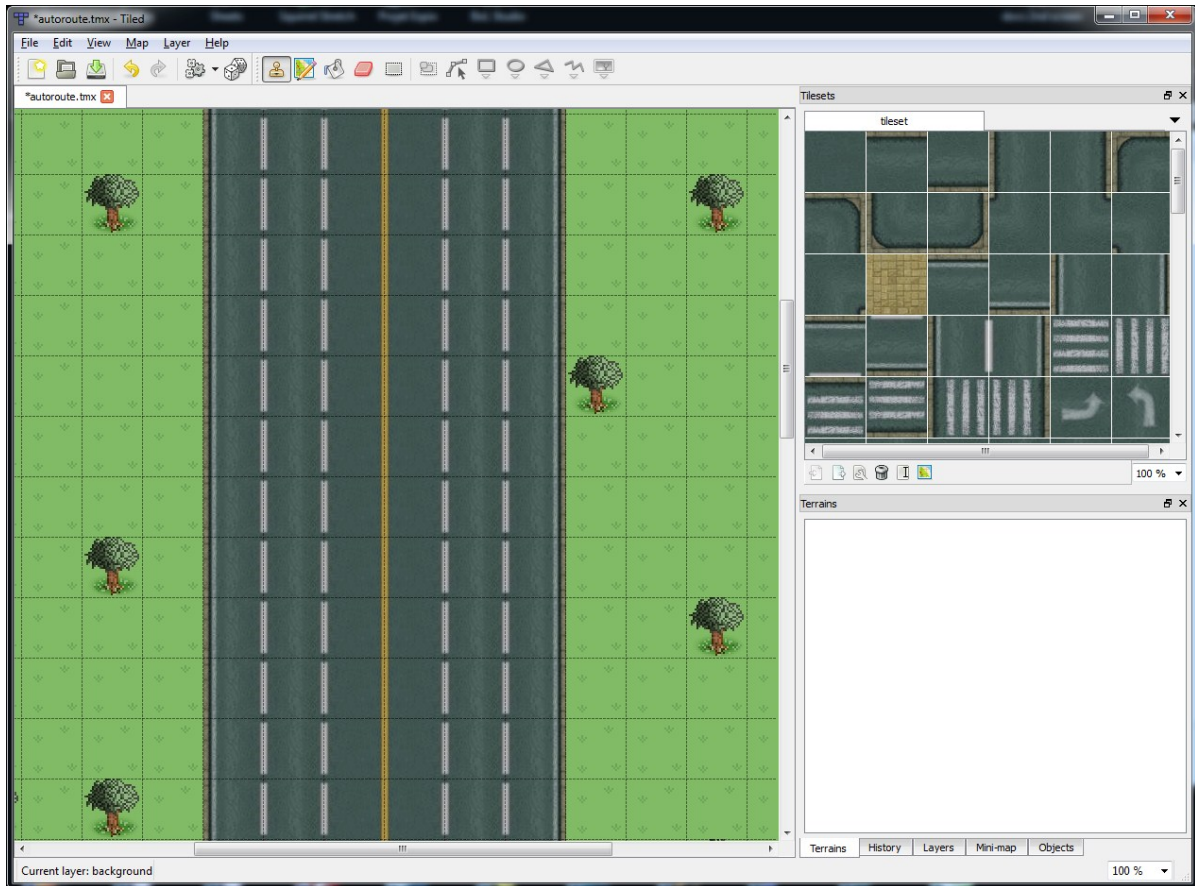 *autoroute.tmx - Tiled
File Edit View Map Layer Help
*autoroute.tmx
Tilesets
tileset
100 %
Terrains
Terrains History Layers Mini-map Objects
Current layer: background
100 %